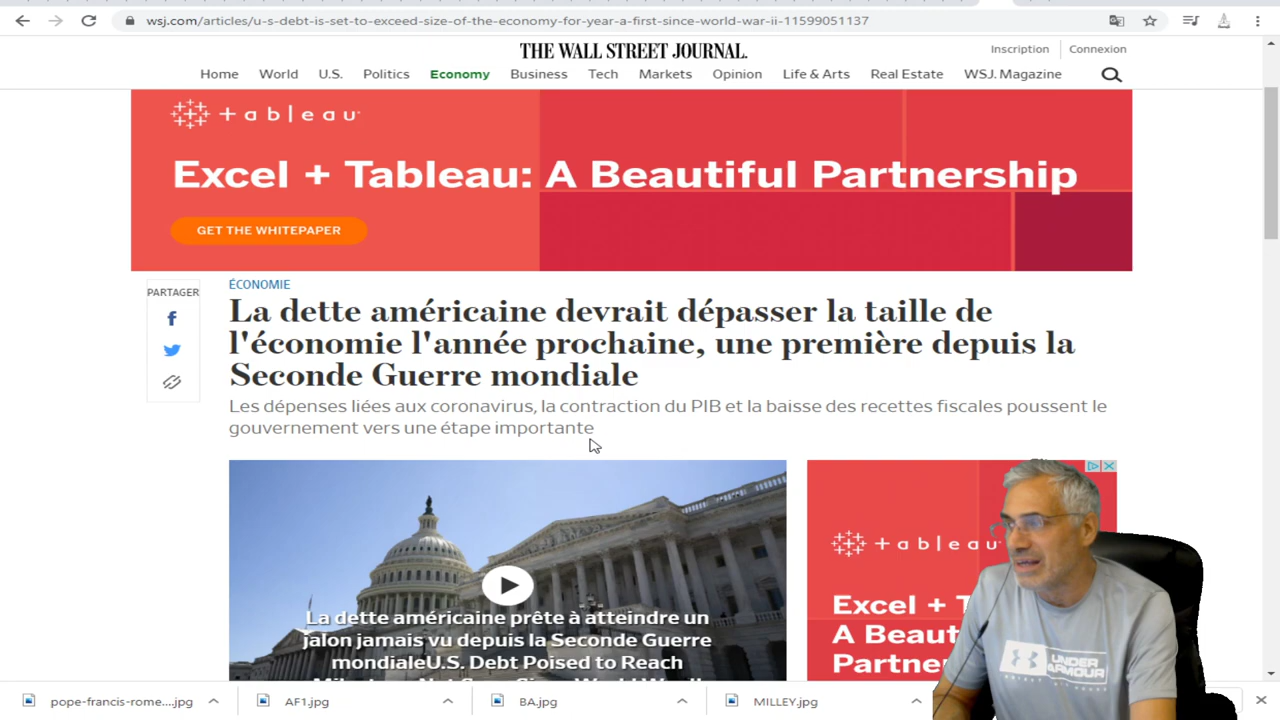 wsj.com/articles/u-s-debt-is-set-to-exceed-size-of-the-economy-for-year-a-first-since-world-war-ii-11599051137
THE WALL STREET JOURNAL.
Inscription
Connexion
Home World U.S. Politics Economy Business Tech Markets Opinion Life & Arts Real Estate WSJ. Magazine
+ a b l e a u
Excel + Tableau: A Beautiful Partnership
GET THE WHITEPAPER
PARTAGER
ÉCONOMIE
La dette américaine devrait dépasser la taille de
l'économie l'année prochaine, une première depuis la
Seconde Guerre mondiale
Les dépenses liées aux coronavirus, la contraction du PIB et la baisse des recettes fiscales poussent le
gouvernement vers une étape importante
La dette américaine prête à atteindre un
jalon jamais vu depuis la Seconde Guerre
mondialeU.S. Debt Poised to Reach
+ a b l e a u
Excel +
A Beaut
Partner
UNDER
ARMOUR
pope-francis-rome....jpg
AF1.jpg
BA.jpg
MILLEY.jpg